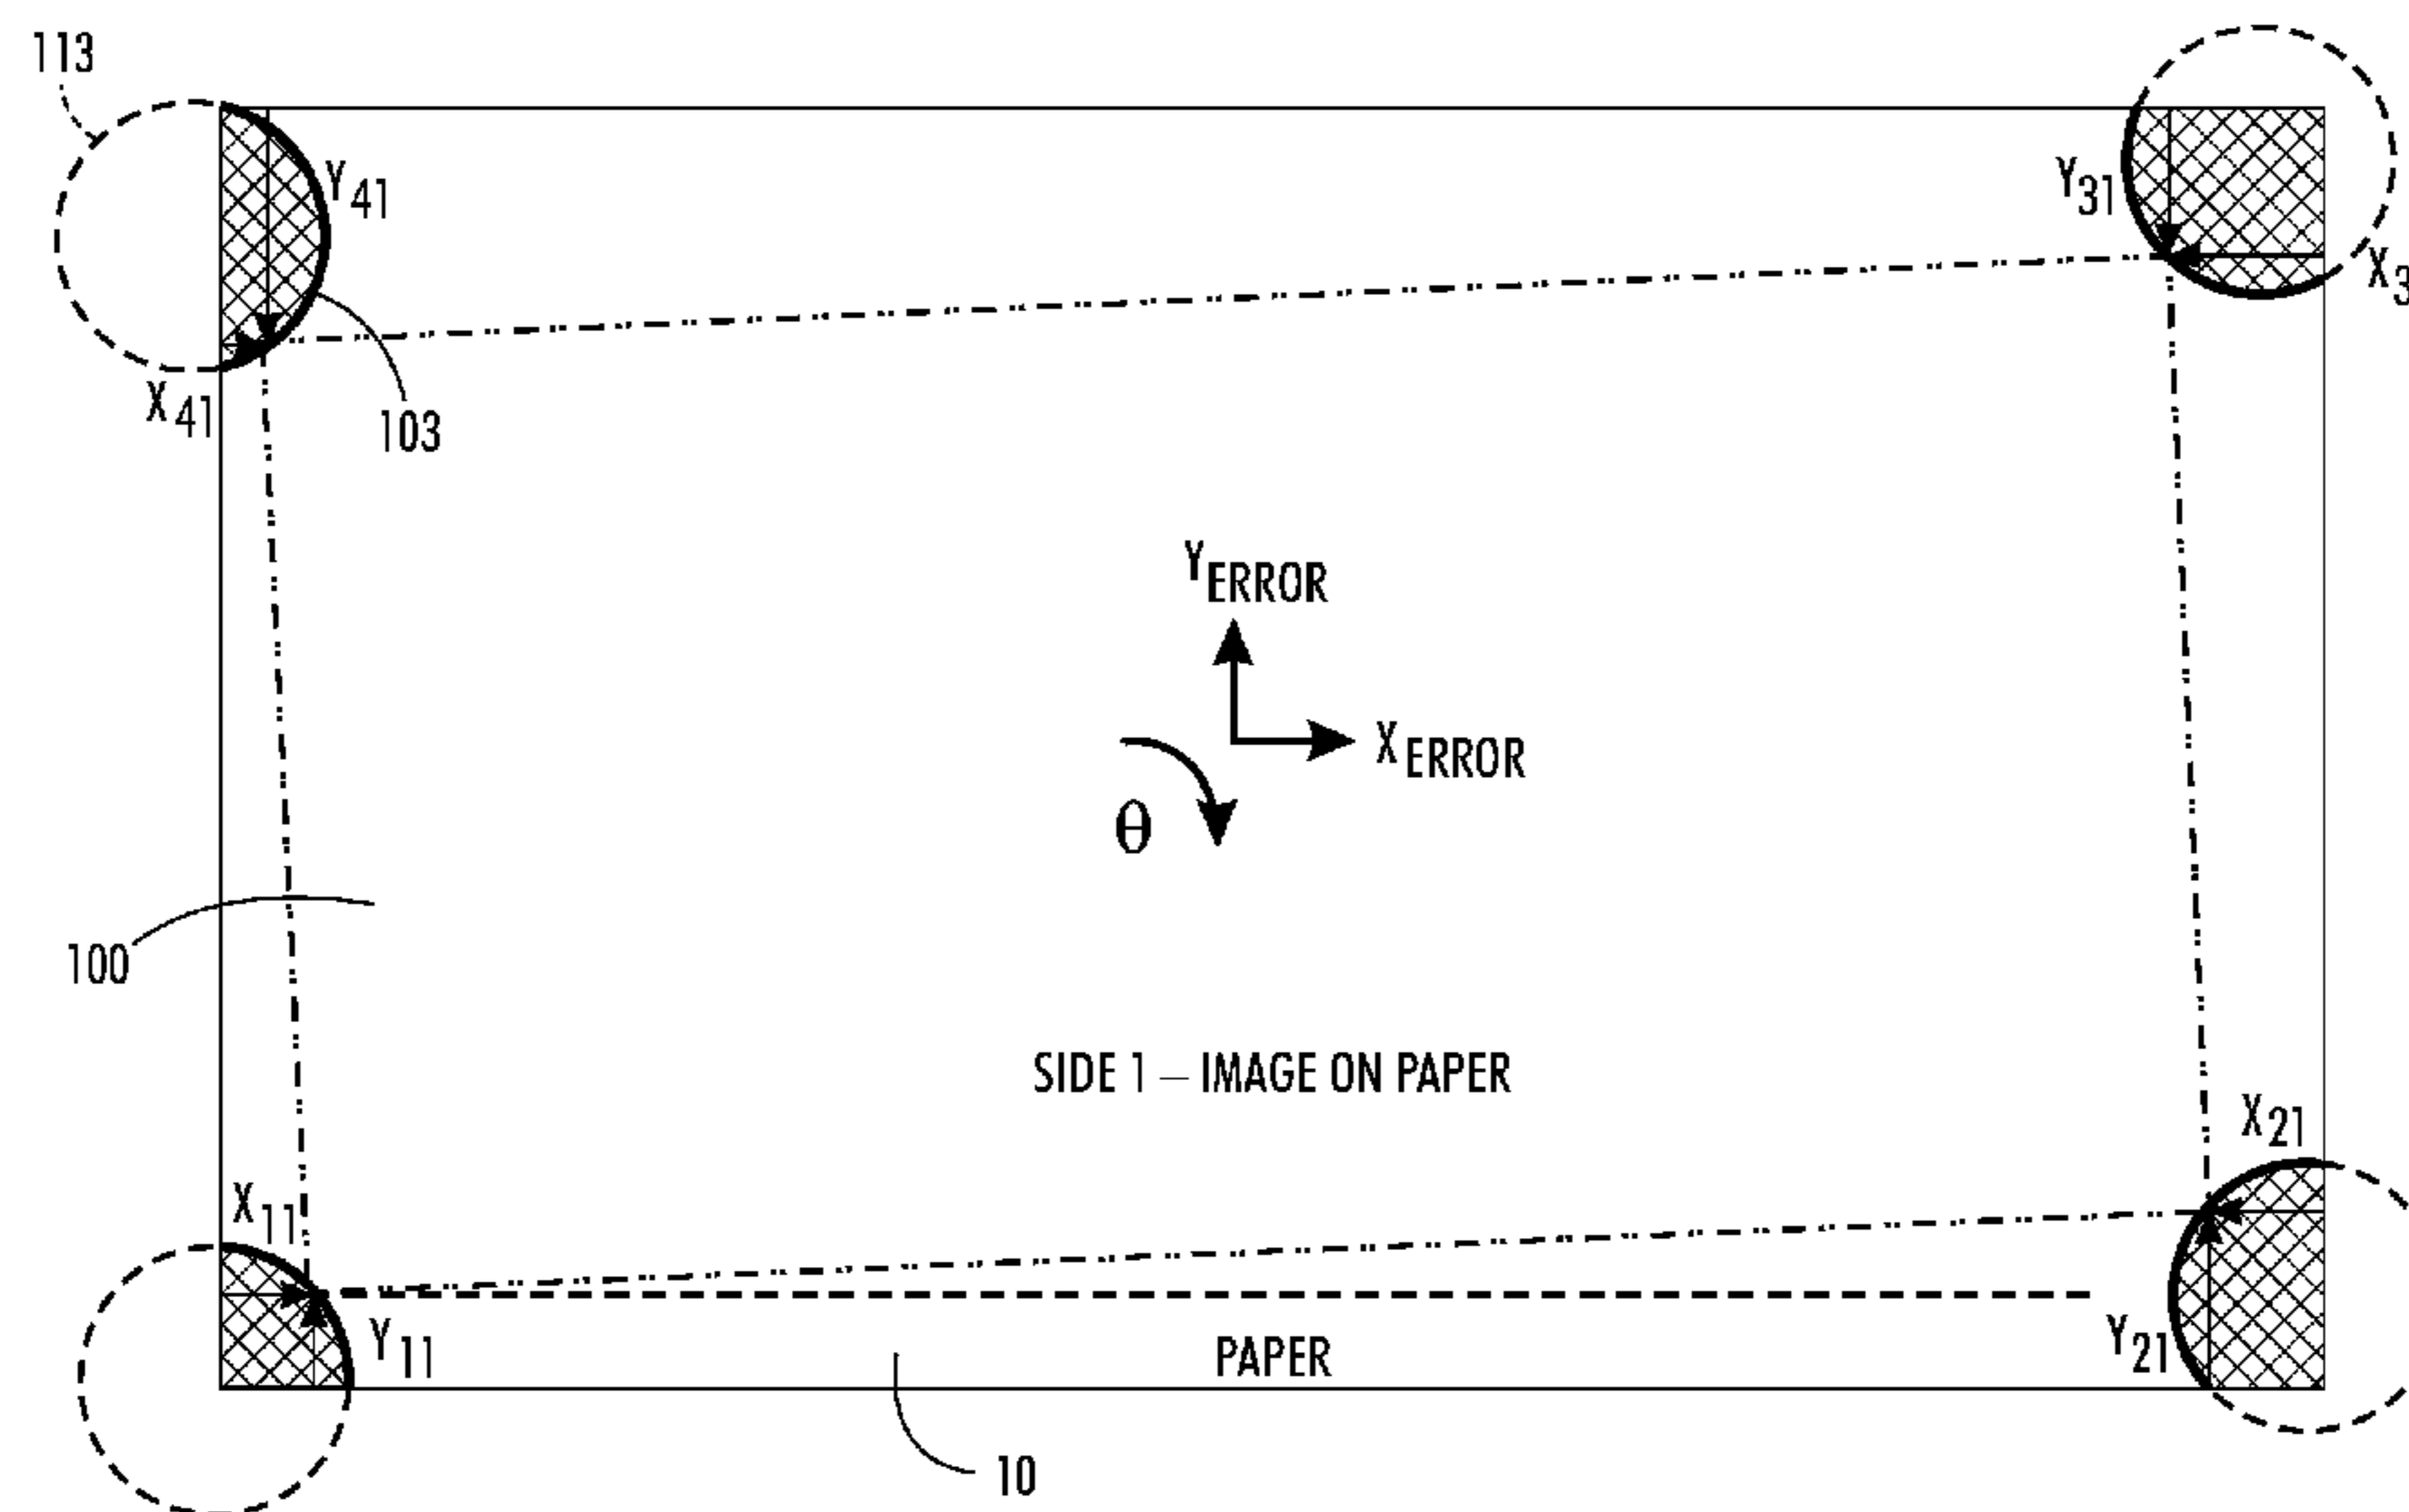 113
Y41
Y31
X3
X41
103
YERROR
XERROR
θ
100
SIDE 1 — IMAGE ON PAPER
X21
X11
Y11
PAPER
Y21
10